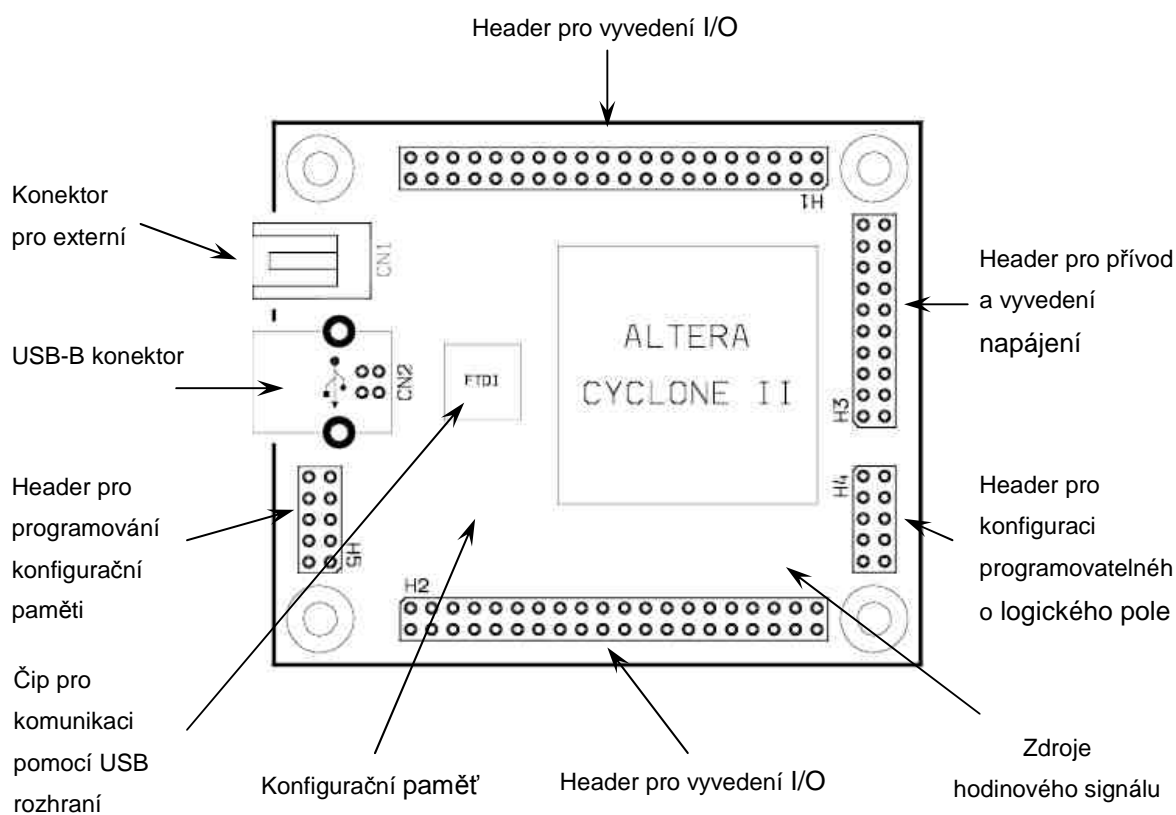 Header pro vyvedení I/O
Konektor
pro externí
H1
CN1
Header pro přívod
a vyvedení
napájení
USB-B konektor
CN2
FTDI
ALTERA
CYCLONE II
H3
Header pro
programování
konfigurační
paměti
H5
H4
Header pro
konfiguraci
programovatelnéh
o logického pole
H2
Čip pro
komunikaci
pomocí USB
rozhraní
Konfigurační paměť
Header pro vyvedení I/O
Zdroje
hodinového signálu